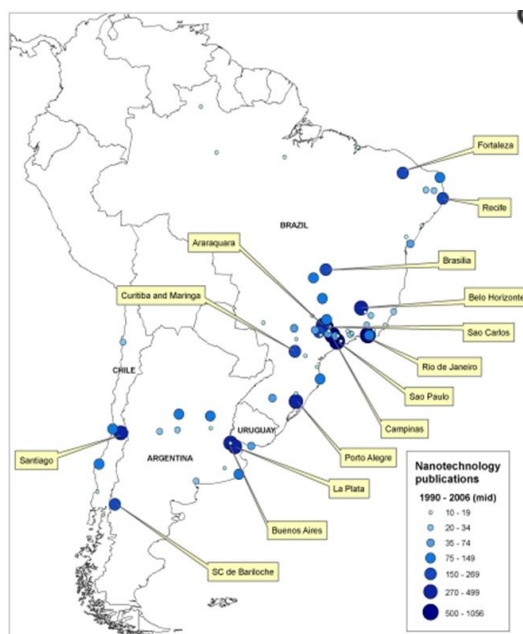 Fortaleza
Recife
BRAZIL
Araraquara
Brasilia
Curitiba and Maringa
Belo Horizonte
Sao Carlos
Rio de Janeiro
CHILE
Sao Paulo
Campinas
URUGUAY
Porto Alegre
Santiago
ARGENTINA
La Plata
Buenos Aires
SC de Bariloche
Nanotechnology
publications
1990 - 2006 (mid)
10 - 19
20 - 34
35 - 74
75 - 149
150 - 269
270 - 499
500 - 1056